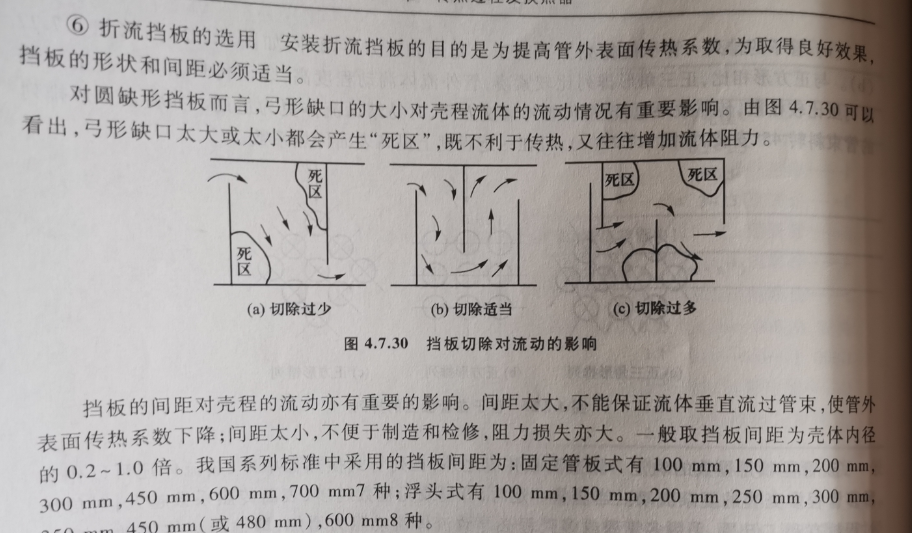 ⑥ 折流挡板的选用 安装折流挡板的目的是为提高管外表面传热系数,为取得良好效果,
挡板的形状和间距必须适当。
对圆缺形挡板而言,弓形缺口的大小对壳程流体的流动情况有重要影响。由图 4.7.30 可以
看出,弓形缺口太大或太小都会产生“死区”,既不利于传热,又往往增加流体阻力。
死区
死区
死区
死区
(a) 切除过少
(b) 切除适当
(c) 切除过多
图 4.7.30 挡板切除对流动的影响
挡板的间距对壳程的流动亦有重要的影响。间距太大,不能保证流体垂直流过管束,使管外
表面传热系数下降;间距太小,不便于制造和检修,阻力损失亦大。一般取挡板间距为壳体内径
的 0.2~1.0 倍。我国系列标准中采用的挡板间距为:固定管板式有 100 mm,150 mm,200 mm,
300 mm,450 mm,600 mm,700 mm7 种;浮头式有 100 mm,150 mm,200 mm,250 mm,300 mm,
450 mm(或 480 mm),600 mm8 种。